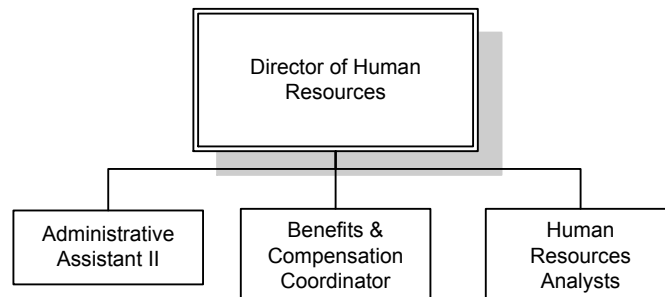 Director of Human
Resources
Administrative
Assistant II
Benefits &
Compensation
Coordinator
Human
Resources
Analysts